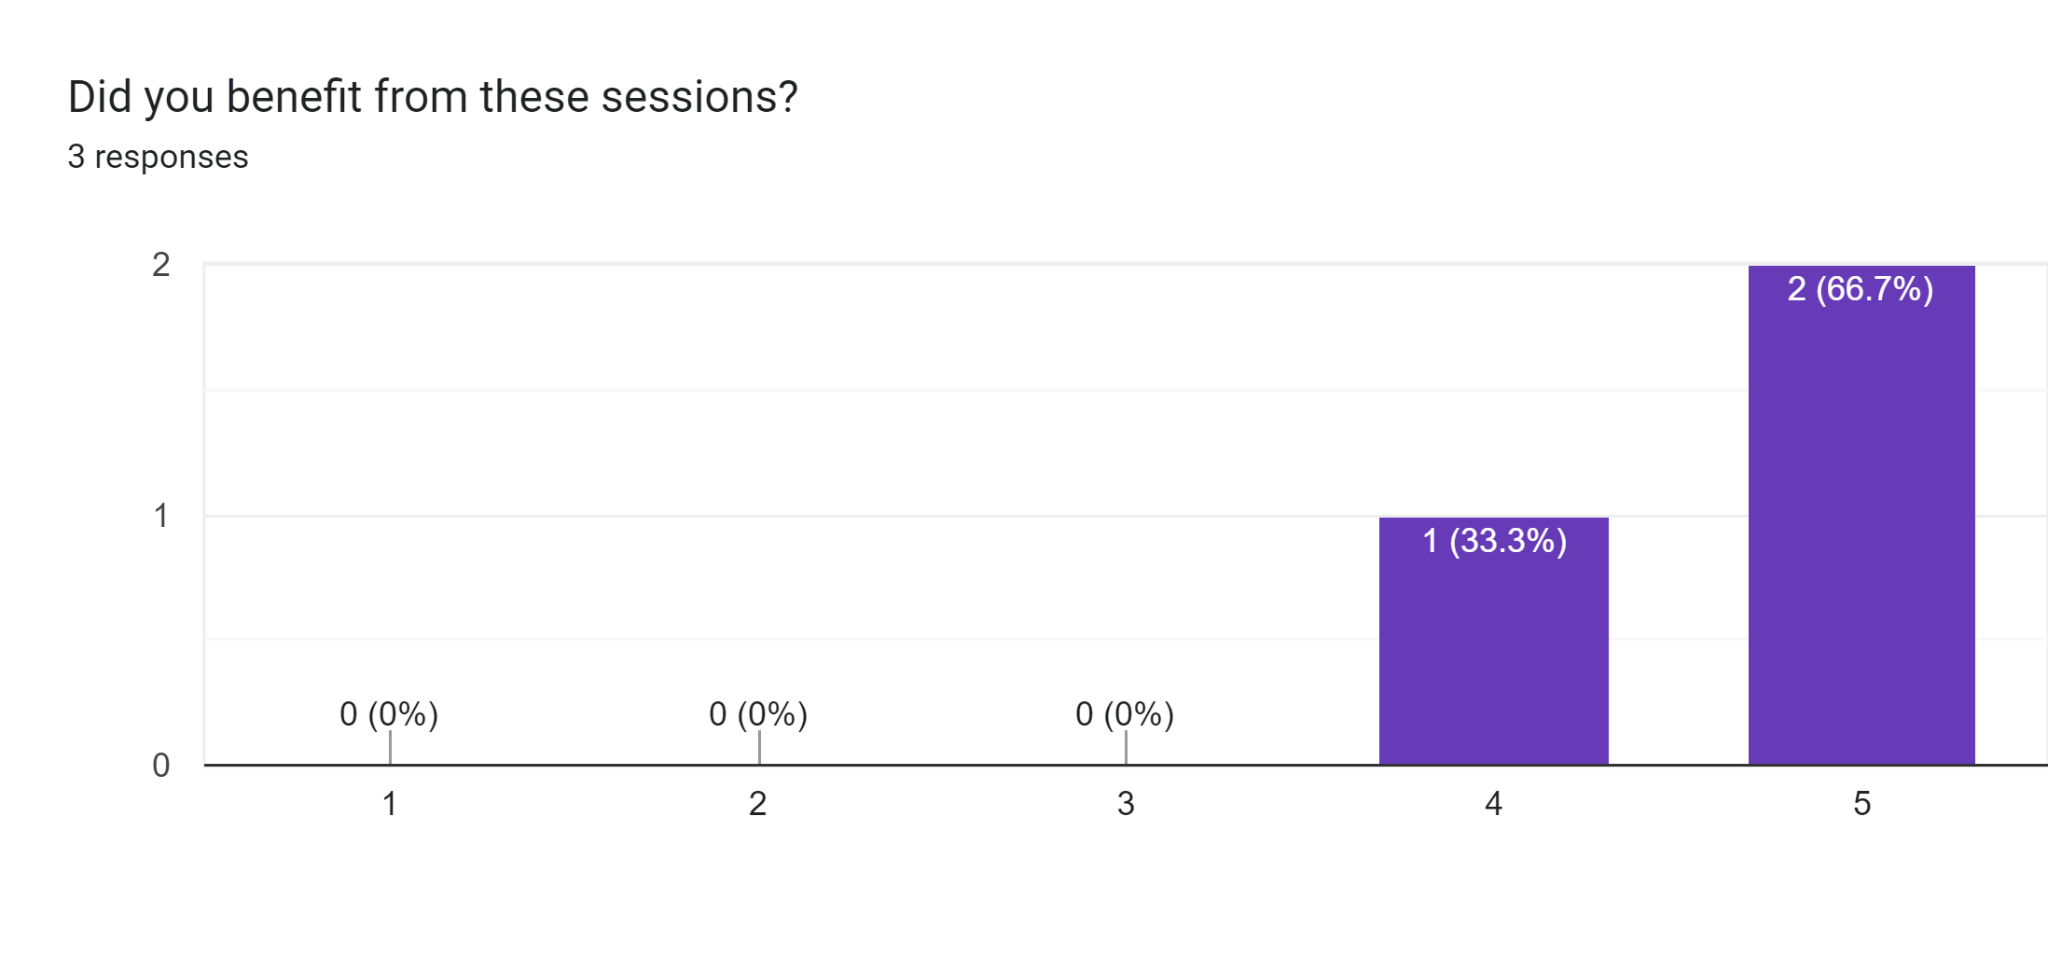 Did you benefit from these sessions?
3 responses
2
2 (66.7%)
1
1 (33.3%)
0 (0%) 0 (0%) 0 (0%)
0
1 2 3 4 5